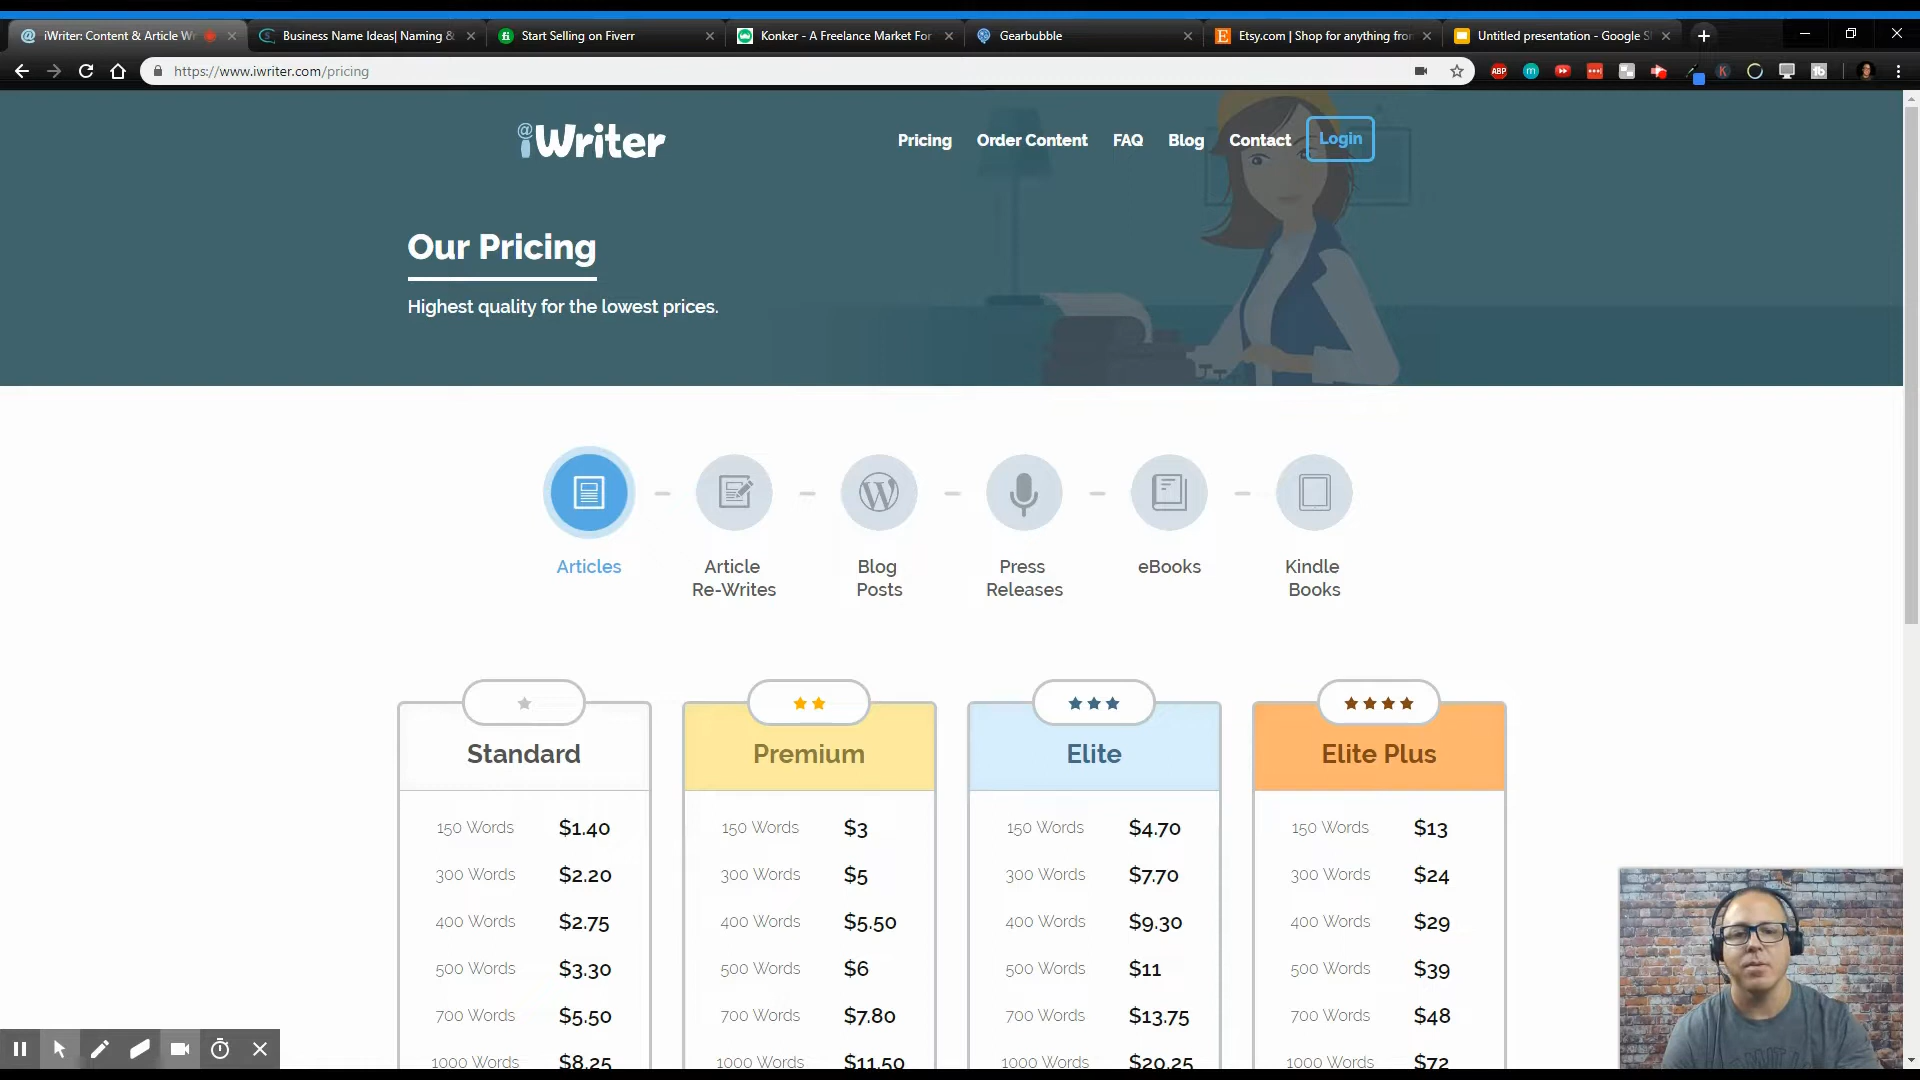 iWriter: Content & Article Wr
Business Name Ideas| Naming &
Start Selling on Fiverr
Konker - A Freelance Market For
Gearbubble
Etsy.com | Shop for anything from
Untitled presentation - Google S
https://www.iwriter.com/pricing
ABP
iWriter
Pricing
Order Content
FAQ
Blog
Contact
Login
Our Pricing
Highest quality for the lowest prices.
Articles
Article
Re-Writes
Blog
Posts
Press
Releases
eBooks
Kindle
Books
Standard
150 Words $1.40
300 Words $2.20
400 Words $2.75
500 Words $3.30
700 Words $5.50
1000 Words $8.25
Premium
150 Words $3
300 Words $5
400 Words $5.50
500 Words $6
700 Words $7.80
1000 Words $11.50
Elite
150 Words $4.70
300 Words $7.70
400 Words $9.30
500 Words $11
700 Words $13.75
1000 Words $20.25
Elite Plus
150 Words $13
300 Words $24
400 Words $29
500 Words $39
700 Words $48
1000 Words $72